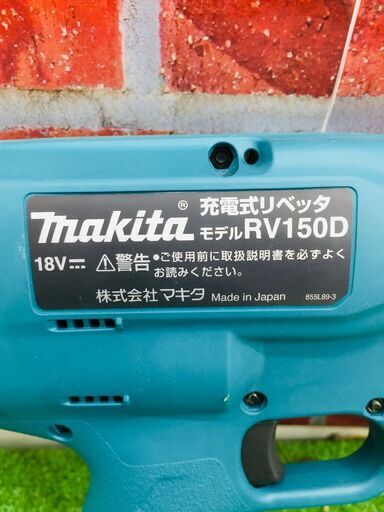 makita® 充電式リベッタ
モデルRV150D
18V⎓ ⚠警告●ご使用前に取扱説明書を必ずよく
お読みください。
株式会社マキタ Made in Japan 855L89-3